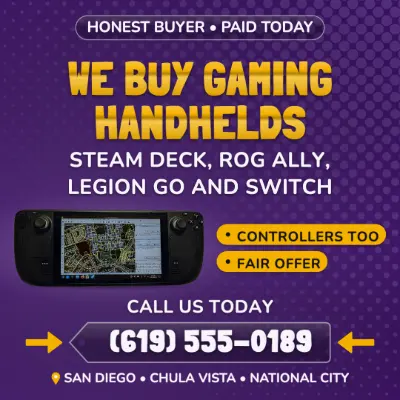 HONEST BUYER • PAID TODAY
WE BUY GAMING
HANDHELDS
STEAM DECK, ROG ALLY,
LEGION GO AND SWITCH
• CONTROLLERS TOO
• FAIR OFFER
CALL US TODAY
(619) 555-0189
SAN DIEGO • CHULA VISTA • NATIONAL CITY